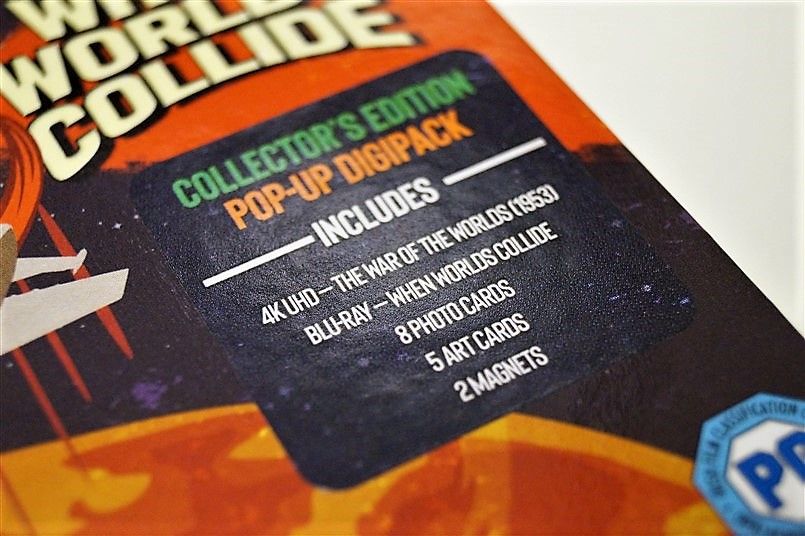 WORLDS
COLLIDE
COLLECTOR'S EDITION
POP-UP DIGIPACK
INCLUDES
4K UHD – THE WAR OF THE WORLDS (1953)
BLU-RAY – WHEN WORLDS COLLIDE
8 PHOTO CARDS
5 ART CARDS
2 MAGNETS
CLASSIFICATION
PG